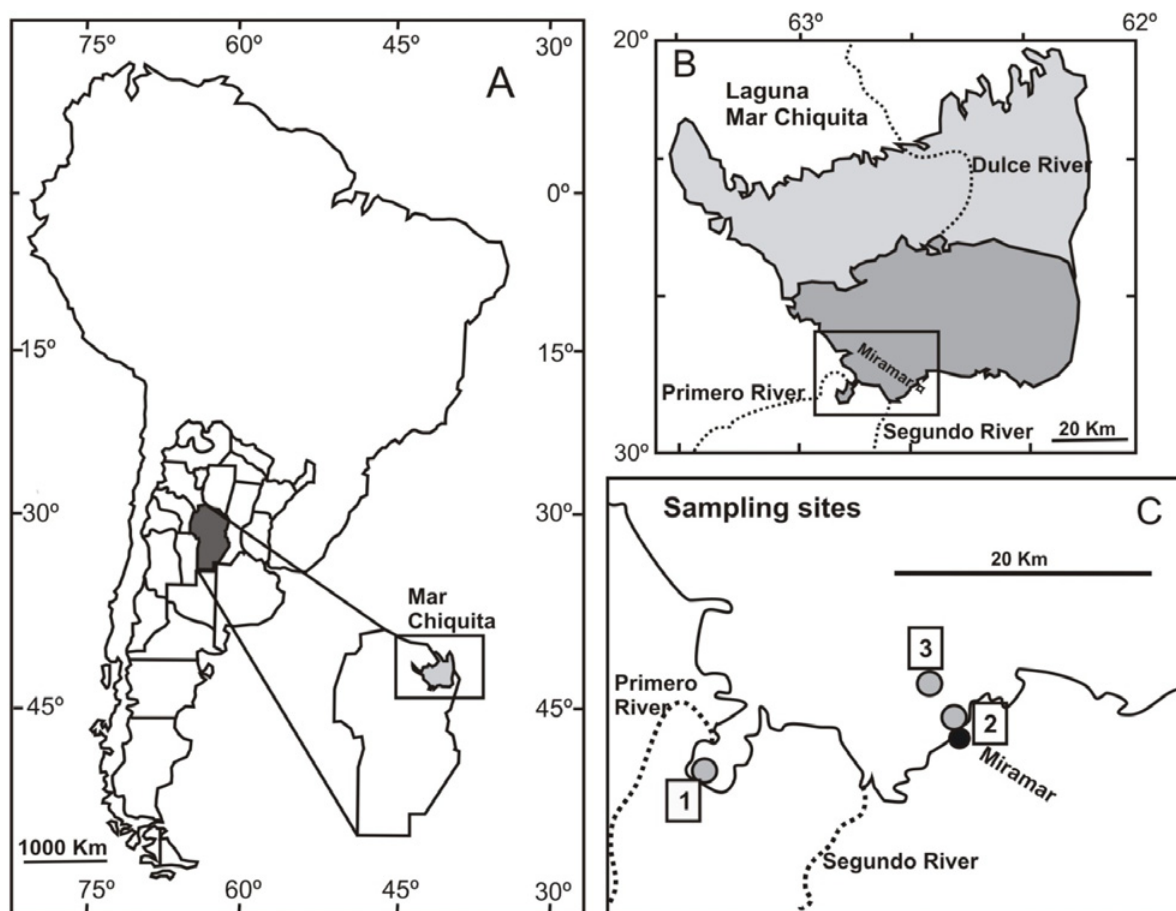 75º 60º 45º 30º
A
0º
15º 15º
30º 30º
Mar
Chiquita
45º 45º
1000 Km
75º 60º 45º 30º
63º 62º
20º
B
Laguna
Mar Chiquita
Dulce River
Miramar
Primero River
Segundo River
20 Km
30º
Sampling sites
C
20 Km
3
Primero
River
2
Miramar
1
Segundo River